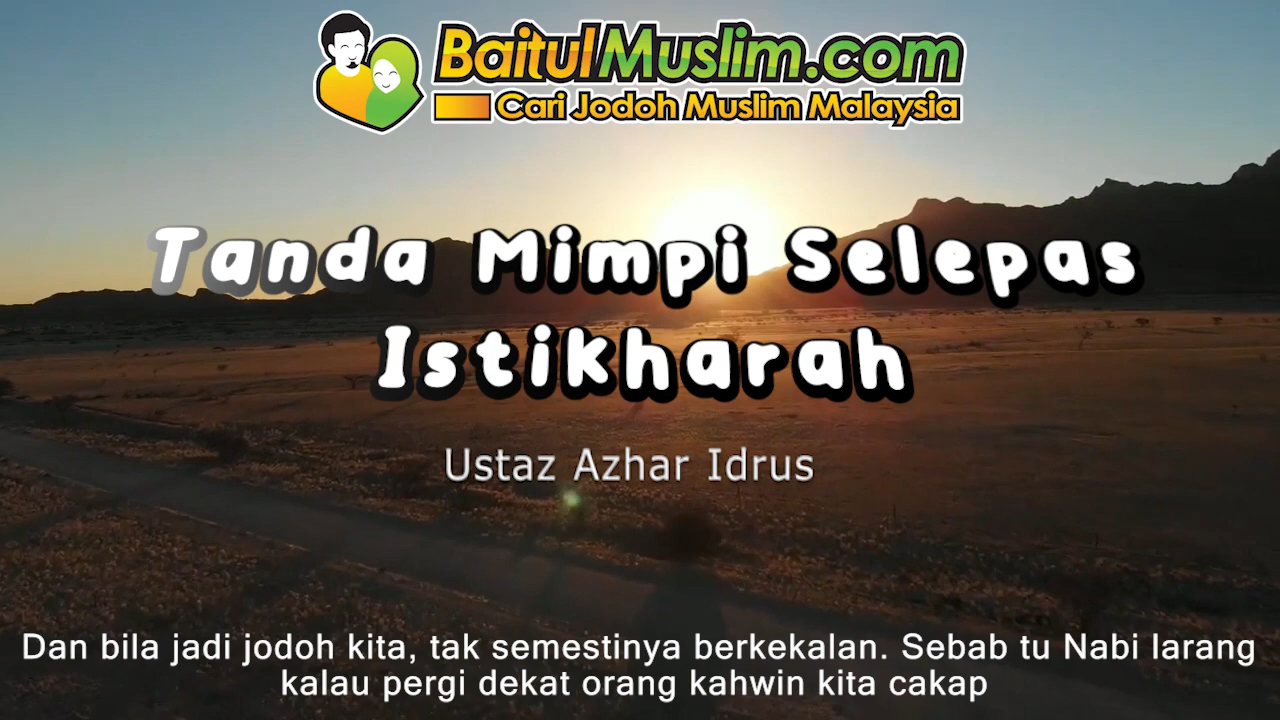 BaitulMuslim.com
Cari Jodoh Muslim Malaysia
Tanda Mimpi Selepas
Istikharah
Ustaz Azhar Idrus
Dan bila jadi jodoh kita, tak semestinya berkekalan. Sebab tu Nabi larang
kalau pergi dekat orang kahwin kita cakap